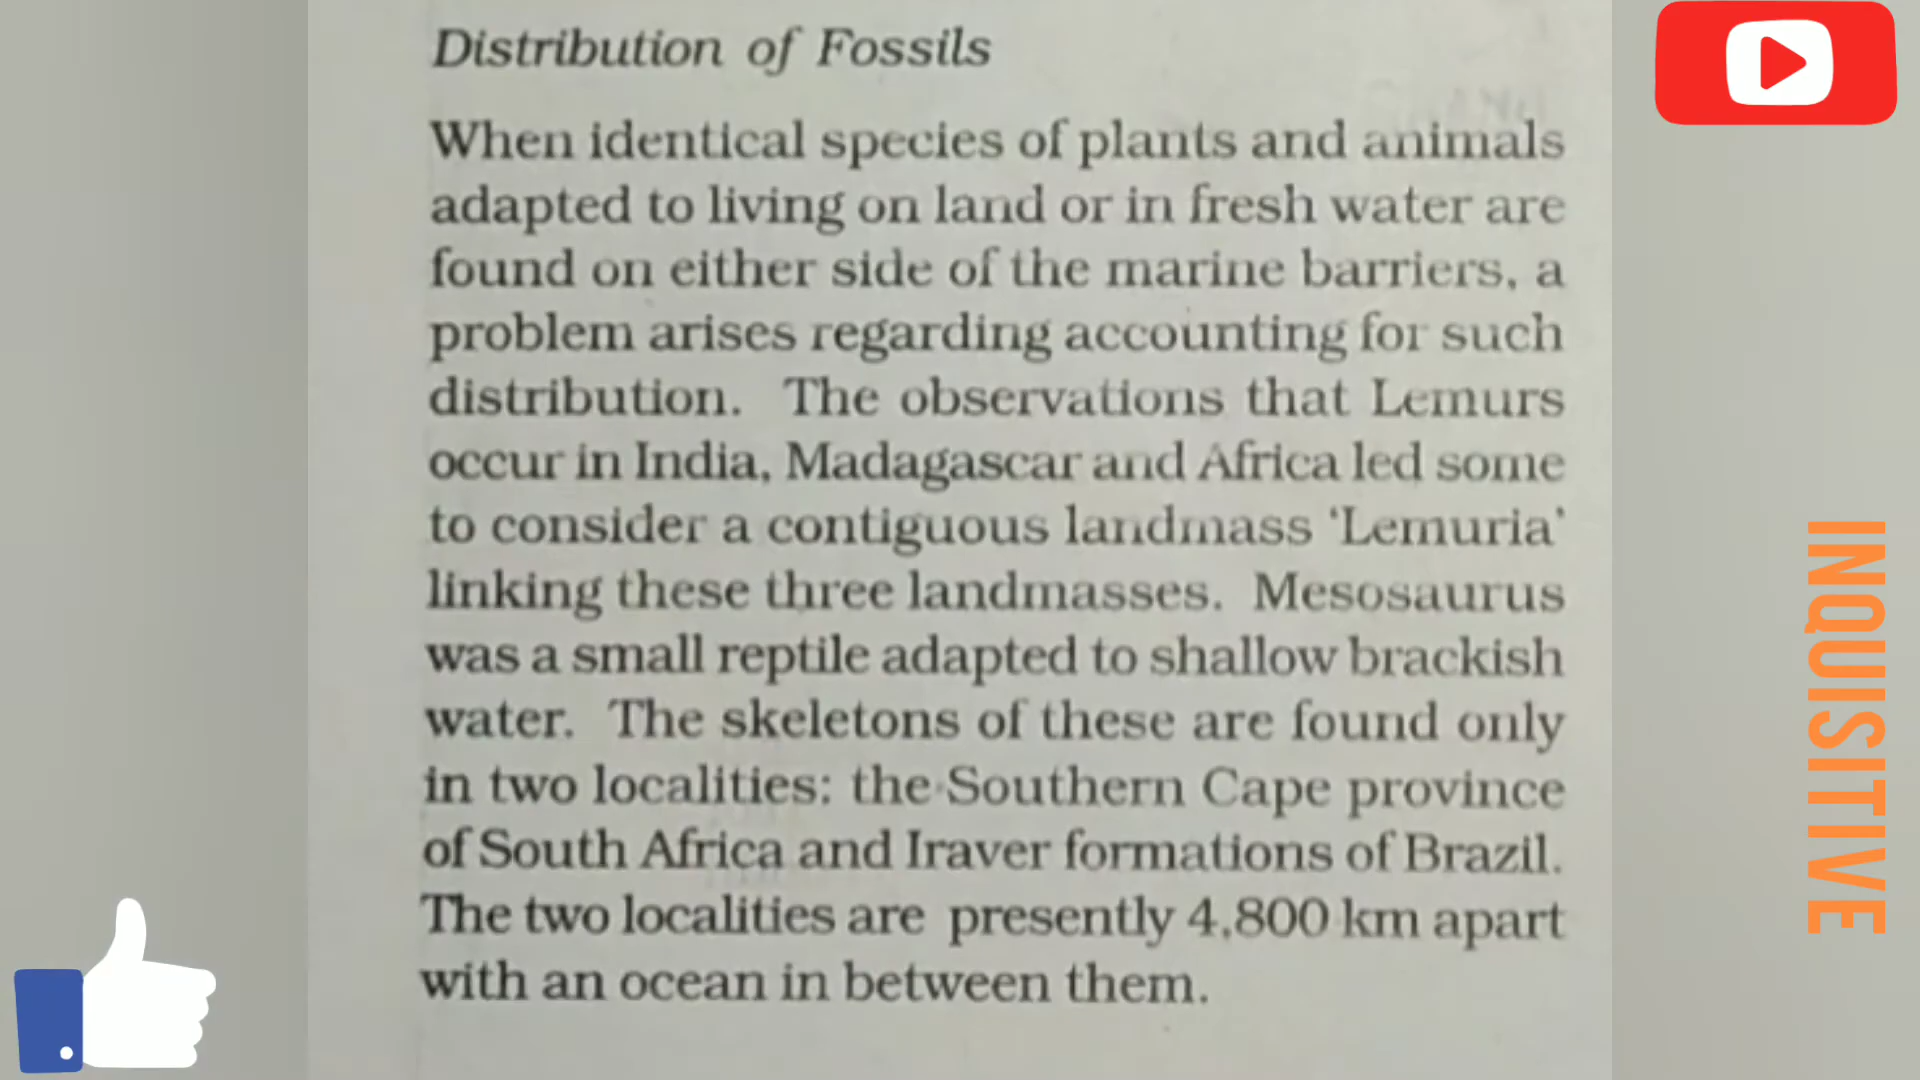 Distribution of Fossils
When identical species of plants and animals
adapted to living on land or in fresh water are
found on either side of the marine barriers, a
problem arises regarding accounting for such
distribution. The observations that Lemurs
occur in India, Madagascar and Africa led some
to consider a contiguous landmass ‘Lemuria’
linking these three landmasses. Mesosaurus
was a small reptile adapted to shallow brackish
water. The skeletons of these are found only
in two localities: the Southern Cape province
of South Africa and Iraver formations of Brazil.
The two localities are presently 4,800 km apart
with an ocean in between them.
INQUISITIVE